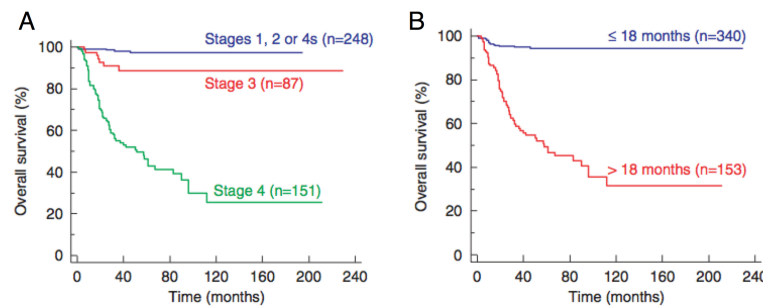 A
Overall survival (%)
100
80
60
40
20
0
Stages 1, 2 or 4s (n=248)
Stage 3 (n=87)
Stage 4 (n=151)
0 40 80 120 160 200 240
Time (months)
B
Overall survival (%)
100
80
60
40
20
0
≤ 18 months (n=340)
> 18 months (n=153)
0 40 80 120 160 200 240
Time (months)